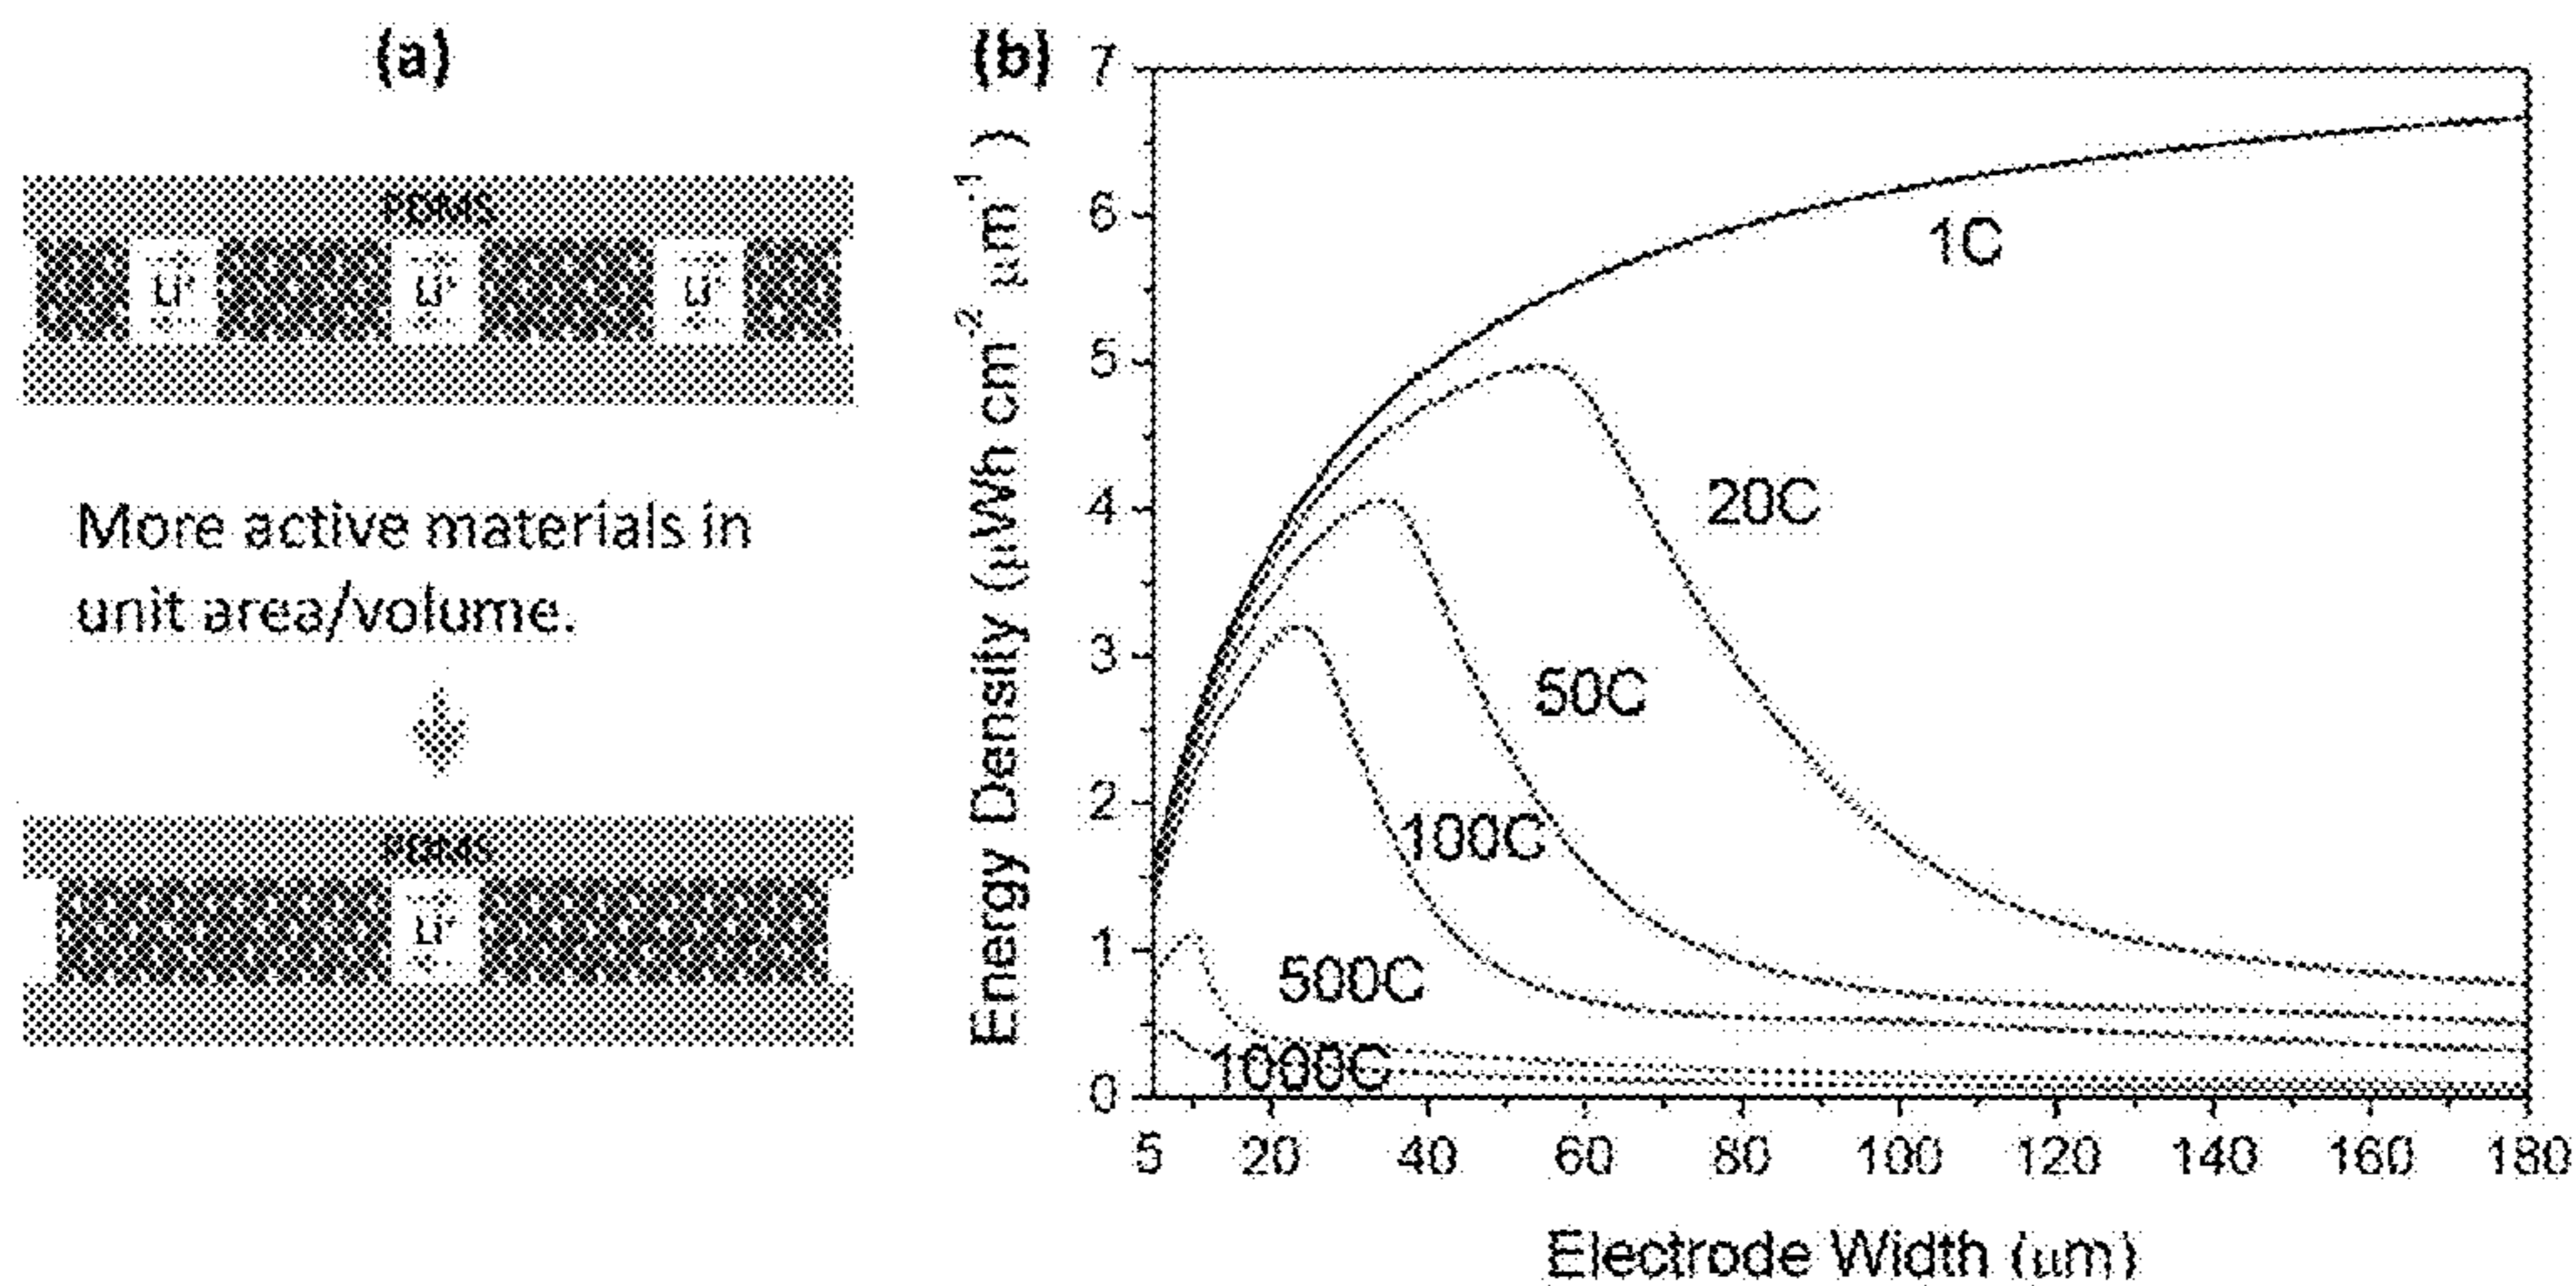 (a)
PDMS
Li⁺ Li⁺ Li⁺
More active materials in
unit area/volume.
PDMS
Li⁺
(b)
Energy Density (µWh cm⁻² µm⁻¹)
7
6
5
4
3
2
1
0
1C
20C
50C
100C
500C
1000C
5 20 40 60 80 100 120 140 160 180
Electrode Width (µm)